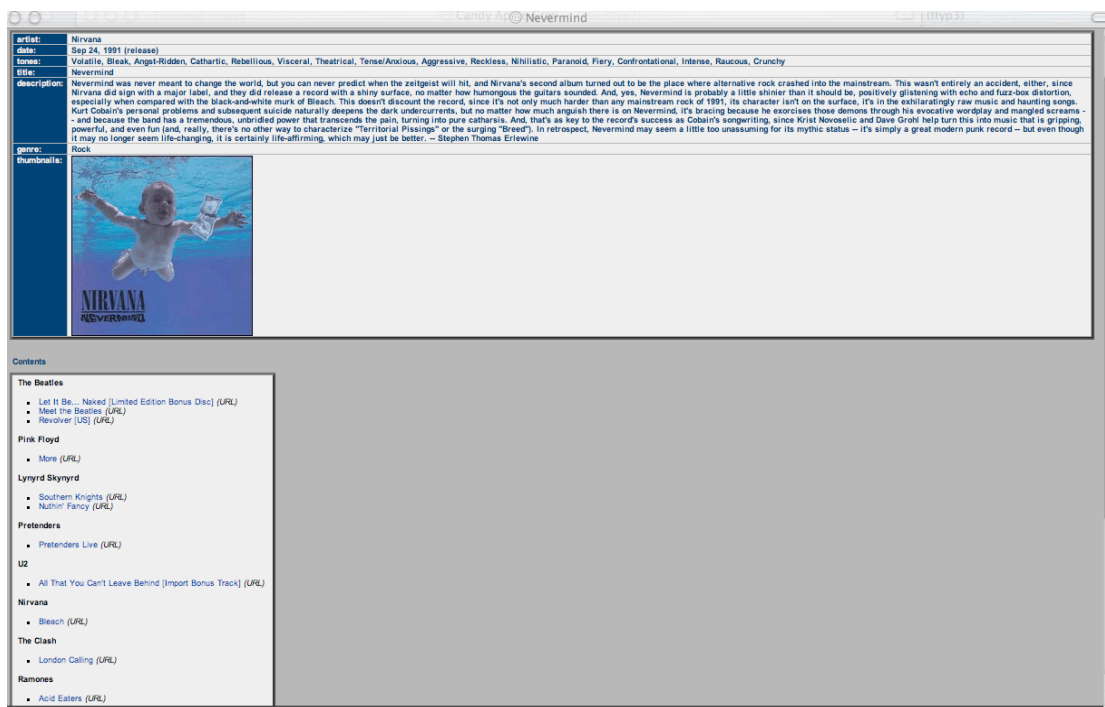 Candy Ap
Nevermind
(ttyp3)
artist: Nirvana
date: Sep 24, 1991 (release)
tones: Volatile, Bleak, Angst-Ridden, Cathartic, Rebellious, Visceral, Theatrical, Tense/Anxious, Aggressive, Reckless, Nihilistic, Paranoid, Fiery, Confrontational, Intense, Raucous, Crunchy
title: Nevermind
description: Nevermind was never meant to change the world, but you can never predict when the zeitgeist will hit, and Nirvana's second album turned out to be the place where alternative rock crashed into the mainstream. This wasn't entirely an accident, either, since
Nirvana did sign with a major label, and they did release a record with a shiny surface, no matter how humongous the guitars sounded. And, yes, Nevermind is probably a little shinier than it should be, positively glistening with echo and fuzz-box distortion,
especially when compared with the black-and-white murk of Bleach. This doesn't discount the record, since it's not only much harder than any mainstream rock of 1991, its character isn't on the surface, it's in the exhilaratingly raw music and haunting songs.
Kurt Cobain's personal problems and subsequent suicide naturally deepens the dark undercurrents, but no matter how much anguish there is on Nevermind, it's bracing because he exorcises those demons through his evocative wordplay and mangled screams -
- and because the band has a tremendous, unbridled power that transcends the pain, turning into pure catharsis. And, that's as key to the record's success as Cobain's songwriting, since Krist Novoselic and Dave Grohl help turn this into music that is gripping,
powerful, and even fun (and, really, there's no other way to characterize "Territorial Pissings" or the surging "Breed"). In retrospect, Nevermind may seem a little too unassuming for its mythic status -- it's simply a great modern punk record -- but even though
it may no longer seem life-changing, it is certainly life-affirming, which may just be better. -- Stephen Thomas Erlewine
genre: Rock
thumbnails:
NIRVANA
NEVERMIND
Contents
The Beatles
Let It Be... Naked [Limited Edition Bonus Disc] (URL)
Meet the Beatles (URL)
Revolver [US] (URL)
Pink Floyd
More (URL)
Lynyrd Skynyrd
Southern Knights (URL)
Nuthin' Fancy (URL)
Pretenders
Pretenders Live (URL)
U2
All That You Can't Leave Behind [Import Bonus Track] (URL)
Nirvana
Bleach (URL)
The Clash
London Calling (URL)
Ramones
Acid Eaters (URL)